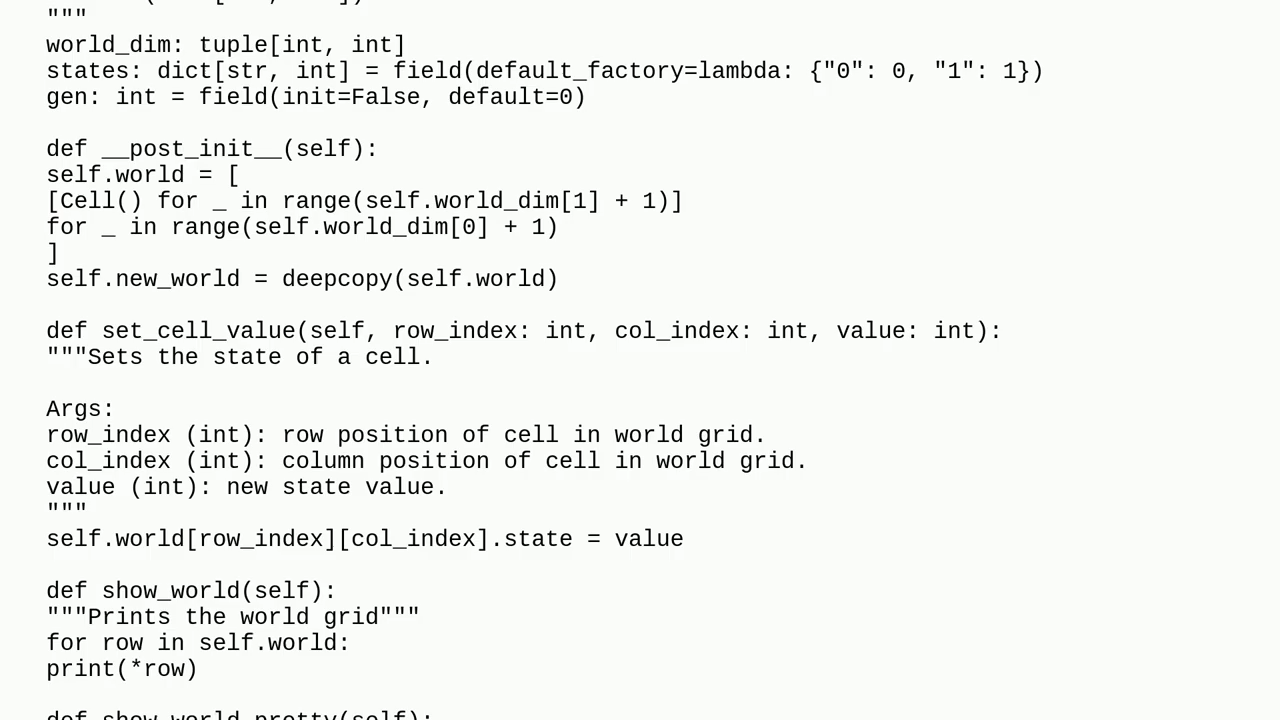 """
world_dim: tuple[int, int]
states: dict[str, int] = field(default_factory=lambda: {"0": 0, "1": 1})
gen: int = field(init=False, default=0)
def __post_init__(self):
self.world = [
[Cell() for _ in range(self.world_dim[1] + 1)]
for _ in range(self.world_dim[0] + 1)
]
self.new_world = deepcopy(self.world)
def set_cell_value(self, row_index: int, col_index: int, value: int):
"""Sets the state of a cell.
Args:
row_index (int): row position of cell in world grid.
col_index (int): column position of cell in world grid.
value (int): new state value.
"""
self.world[row_index][col_index].state = value
def show_world(self):
"""Prints the world grid"""
for row in self.world:
print(*row)
def show_world_pretty(self):